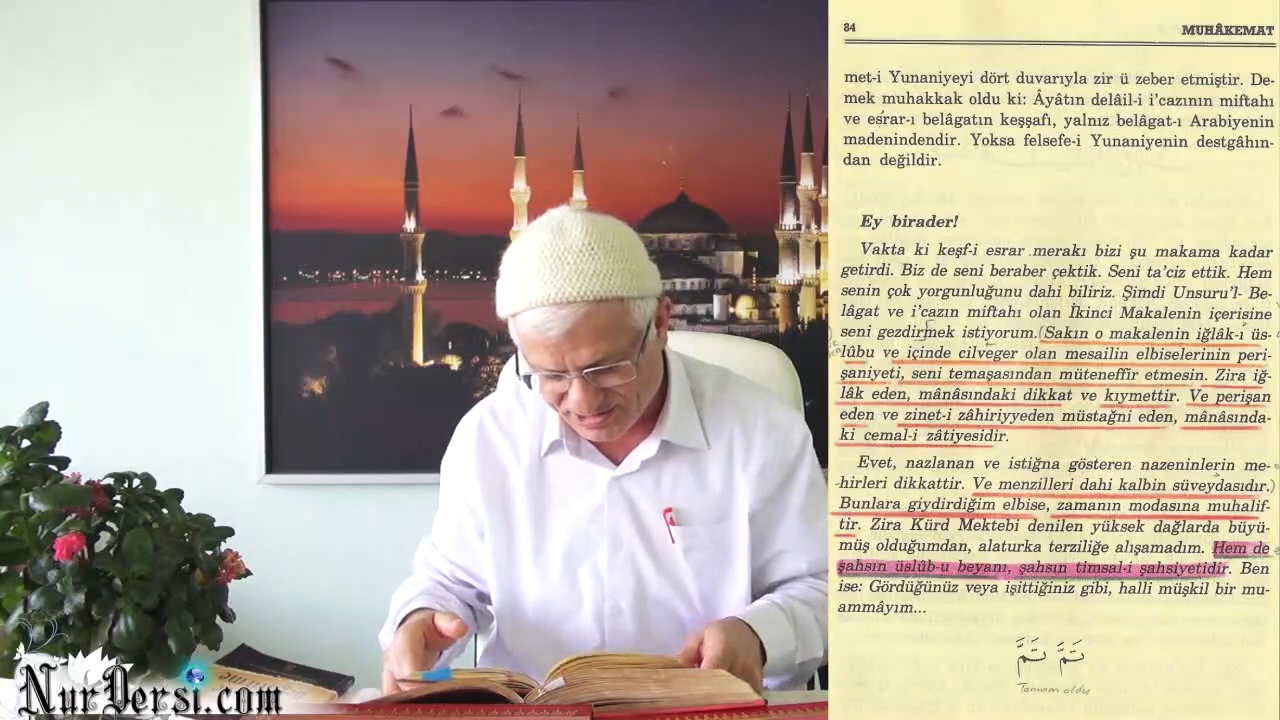 84
MUHÂKEMAT
met-i Yunaniyeyi dört duvarıyla zir ü zeber etmiştir. De-
mek muhakkak oldu ki: Âyâtın delâil-i i'cazının miftahı
ve esrar-ı belâgatın keşşafı, yalnız belâgat-ı Arabiyenin
madenindendir. Yoksa felsefe-i Yunaniyenin destgâhın-
dan değildir.
Ey birader!
Vakta ki keşf-i esrar merakı bizi şu makama kadar
getirdi. Biz de seni beraber çektik. Seni ta'ciz ettik. Hem
senin çok yorgunluğunu dahi biliriz. Şimdi Unsuru'l- Be-
lâgat ve i'cazın miftahı olan İkinci Makalenin içerisine
seni gezdirmek istiyorum. (Sakın o makalenin iğlâk-i üs-
lûbu ve içinde cilveger olan mesailin elbiselerinin peri-
şaniyeti, seni temaşasından müteneffir etmesin. Zira iğ-
lâk eden, mânâsındaki dikkat ve kıymettir. Ve perişan
eden ve zinet-i zâhiriyyeden müstağni eden, mânâsında-
ki cemal-i zâtiyesidir.
Evet, nazlanan ve istiğna gösteren nazeninlerin me-
hirleri dikkattir. Ve menzilleri dahi kalbin süveydasıdır.)
Bunlara giydirdiğim elbise, zamanın modasına muhalif-
tir. Zira Kürd Mektebi denilen yüksek dağlarda büyü-
müş olduğumdan, alaturka terziliğe alışamadım. Hem de
şahsın üslûb-u beyanı, şahsın timsal-i şahsiyetidir. Ben
ise: Gördüğünüz veya işittiğiniz gibi, halli müşkil bir mu-
ammâyım...
تَمَّ تَمَّ
Tamam oldu
NurDersi.com